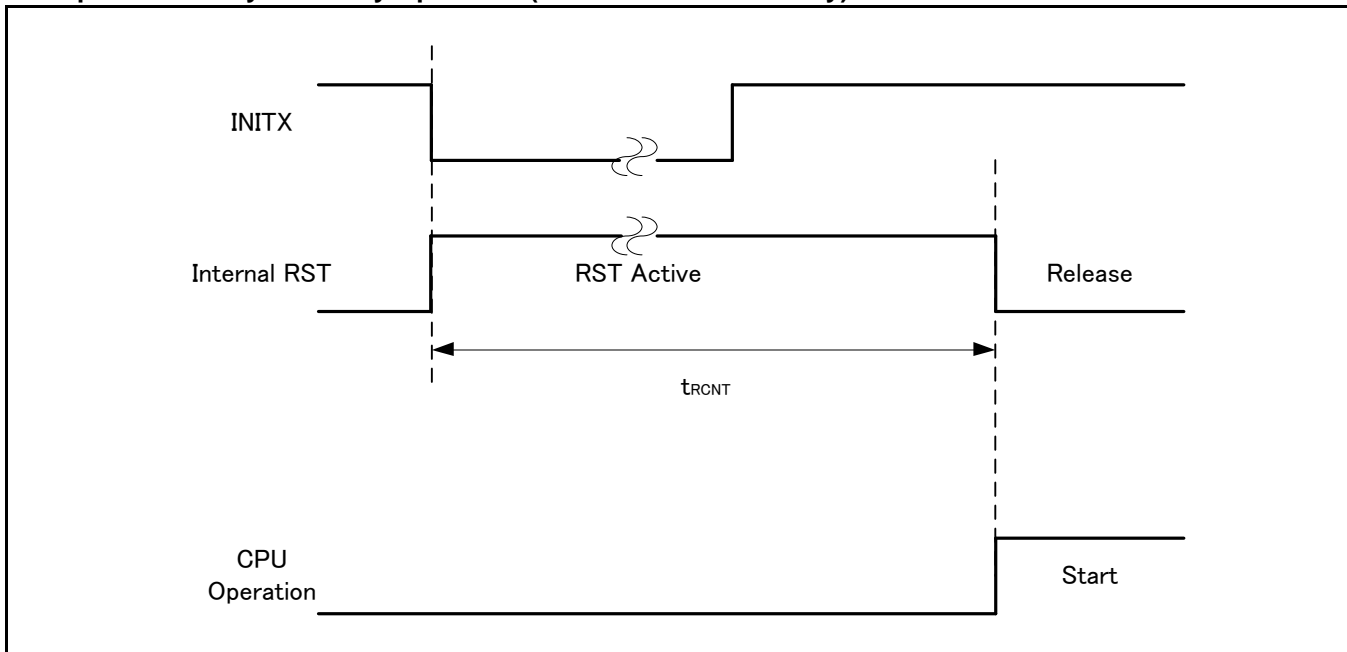 INITX
Internal RST
RST Active
Release
tRCNT
CPU
Operation
Start